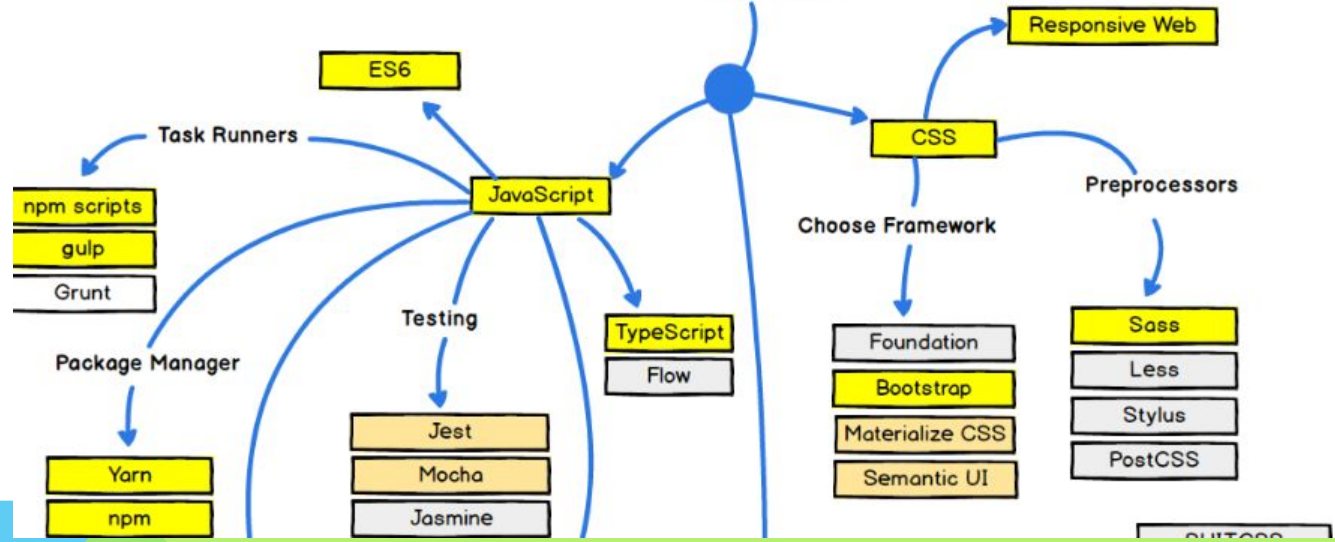 Responsive Web
ES6
Task Runners
CSS
JavaScript
Preprocessors
npm scripts
gulp
Grunt
Choose Framework
Testing
TypeScript
Flow
Package Manager
Foundation
Bootstrap
Materialize CSS
Semantic UI
Sass
Less
Stylus
PostCSS
Jest
Mocha
Jasmine
Yarn
npm